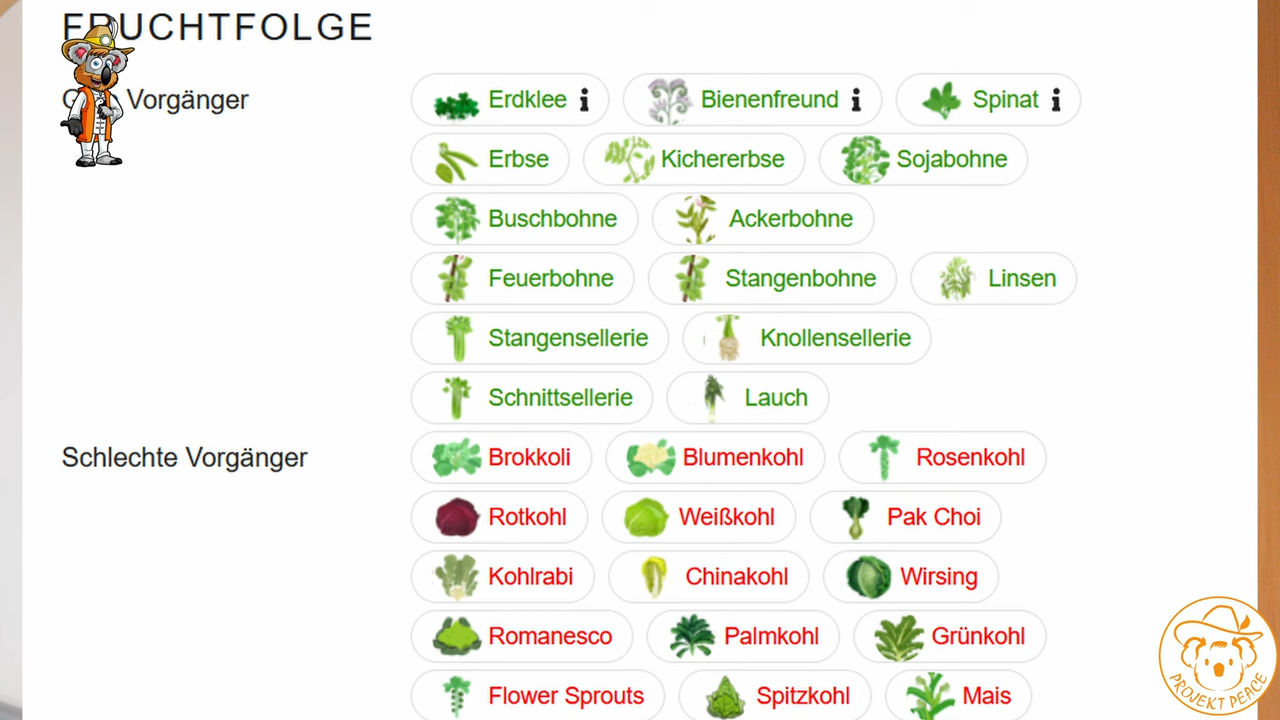 FRUCHTFOLGE
Vorgänger
Erdklee i Bienenfreund i Spinat i
Erbse Kichererbse Sojabohne
Buschbohne Ackerbohne
Feuerbohne Stangenbohne Linsen
Stangensellerie Knollensellerie
Schnittsellerie Lauch
Schlechte Vorgänger
Brokkoli Blumenkohl Rosenkohl
Rotkohl Weißkohl Pak Choi
Kohlrabi Chinakohl Wirsing
Romanesco Palmkohl Grünkohl
Flower Sprouts Spitzkohl Mais
PROJEKT PEACE